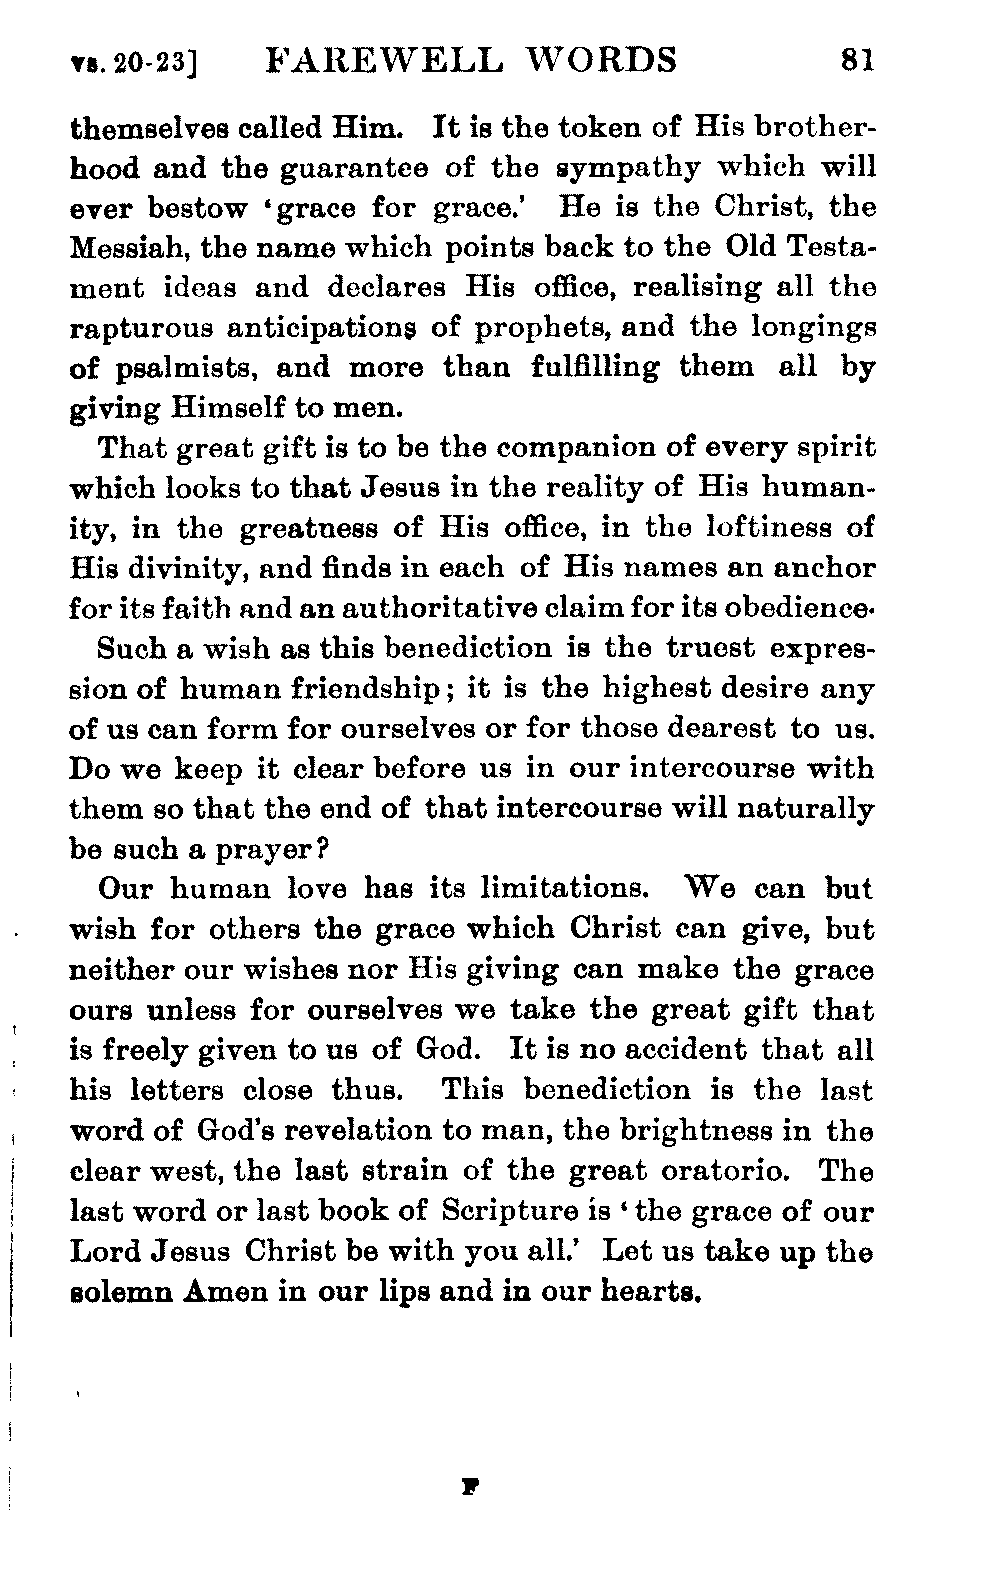 vs. 20-23] FAREWELL WORDS 81
themselves called Him. It is the token of His brother-
hood and the guarantee of the sympathy which will
ever bestow ‘grace for grace.’ He is the Christ, the
Messiah, the name which points back to the Old Testa-
ment ideas and declares His office, realising all the
rapturous anticipations of prophets, and the longings
of psalmists, and more than fulfilling them all by
giving Himself to men.
That great gift is to be the companion of every spirit
which looks to that Jesus in the reality of His human-
ity, in the greatness of His office, in the loftiness of
His divinity, and finds in each of His names an anchor
for its faith and an authoritative claim for its obedience.
Such a wish as this benediction is the truest expres-
sion of human friendship; it is the highest desire any
of us can form for ourselves or for those dearest to us.
Do we keep it clear before us in our intercourse with
them so that the end of that intercourse will naturally
be such a prayer?
Our human love has its limitations. We can but
wish for others the grace which Christ can give, but
neither our wishes nor His giving can make the grace
ours unless for ourselves we take the great gift that
is freely given to us of God. It is no accident that all
his letters close thus. This benediction is the last
word of God’s revelation to man, the brightness in the
clear west, the last strain of the great oratorio. The
last word or last book of Scripture is ‘the grace of our
Lord Jesus Christ be with you all.’ Let us take up the
solemn Amen in our lips and in our hearts.
F